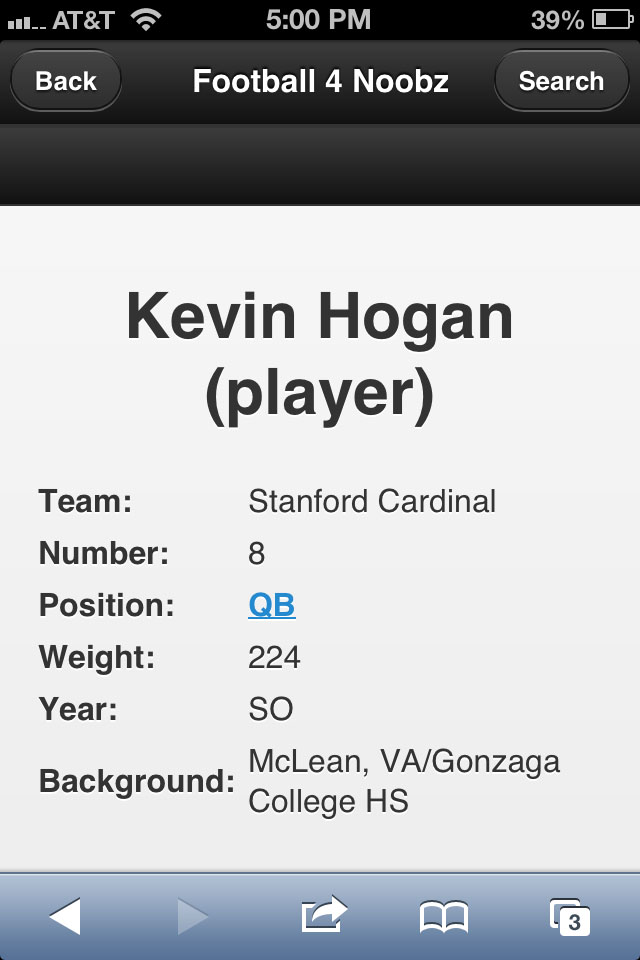 AT&T 5:00 PM 39%
Back Football 4 Noobz Search
Kevin Hogan
(player)
Team: Stanford Cardinal
Number: 8
Position: QB
Weight: 224
Year: SO
Background: McLean, VA/Gonzaga
College HS
3